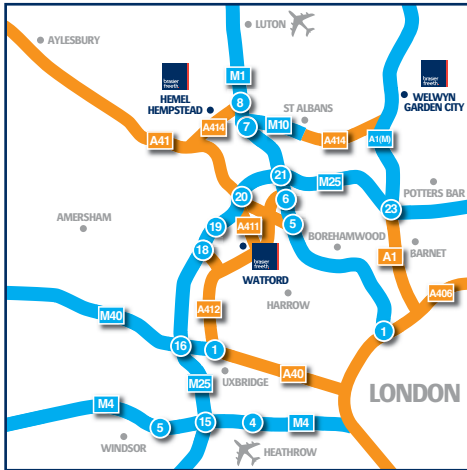 LUTON
AYLESBURY
M1
brasier
freeth
brasier
freeth
HEMEL
HEMPSTEAD
8
WELWYN
GARDEN CITY
ST ALBANS
A414
7
M10
A414
A1(M)
A41
21
M25
20
6
POTTERS BAR
23
AMERSHAM
19
A411
5
BOREHAMWOOD
18
brasier
freeth
A1
BARNET
WATFORD
HARROW
A406
A412
M40
1
16
1
A40
M25
UXBRIDGE
LONDON
M4
5
15
4
M4
WINDSOR
HEATHROW